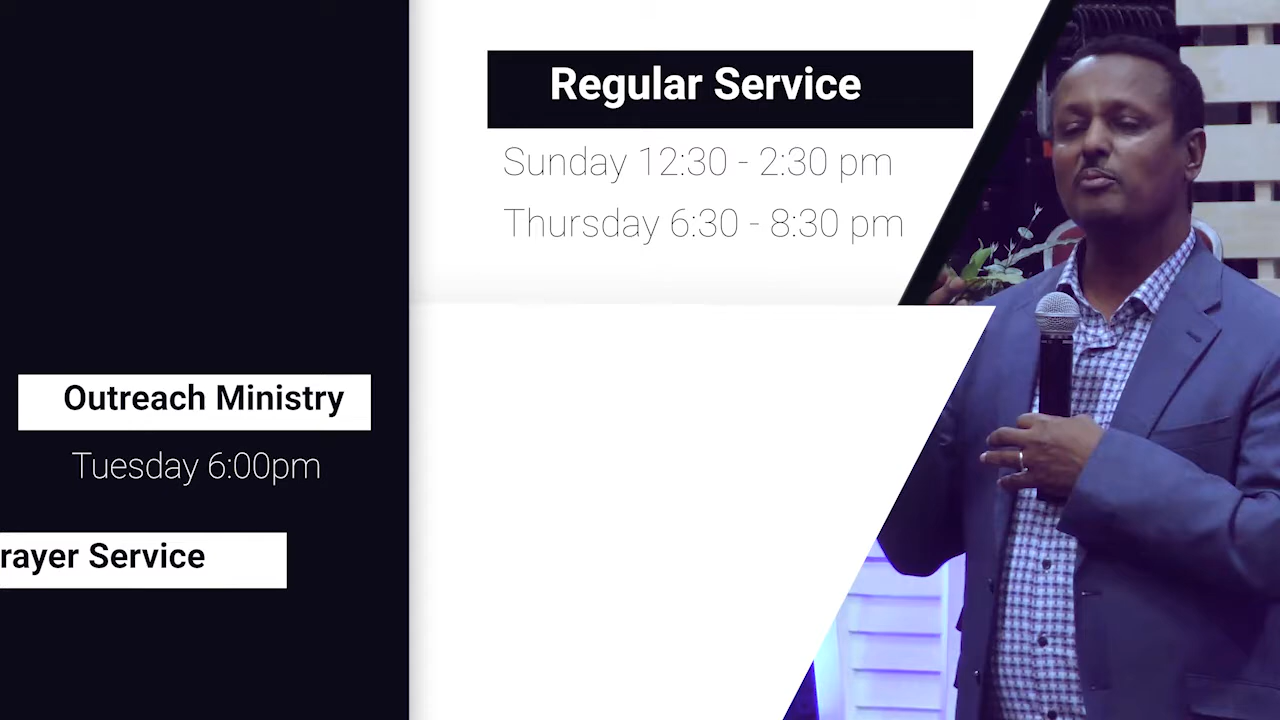 Regular Service
Sunday 12:30 - 2:30 pm
Thursday 6:30 - 8:30 pm
Outreach Ministry
Tuesday 6:00pm
rayer Service